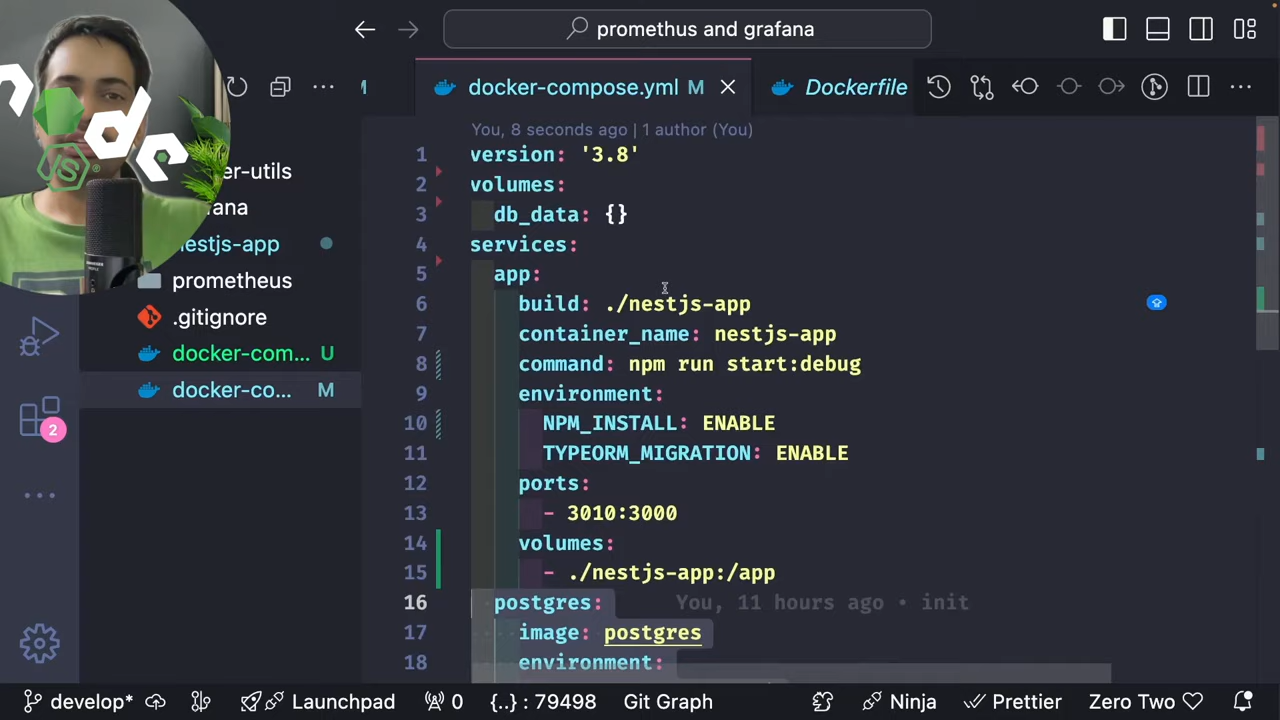 promethus and grafana
docker-compose.yml M
Dockerfile
M
You, 8 seconds ago | 1 author (You)
er-utils
nestjs-app
prometheus
.gitignore
docker-com... U
docker-co... M
2
1 version: '3.8'
2 volumes:
3 db_data: {}
4 services:
5 app:
6 build: ./nestjs-app
7 container_name: nestjs-app
8 command: npm run start:debug
9 environment:
10 NPM_INSTALL: ENABLE
11 TYPEORM_MIGRATION: ENABLE
12 ports:
13 - 3010:3000
14 volumes:
15 - ./nestjs-app:/app
16 postgres: You, 11 hours ago • init
17 image: postgres
18 environment:
develop* Launchpad 0 {..} : 79498 Git Graph Ninja Prettier Zero Two